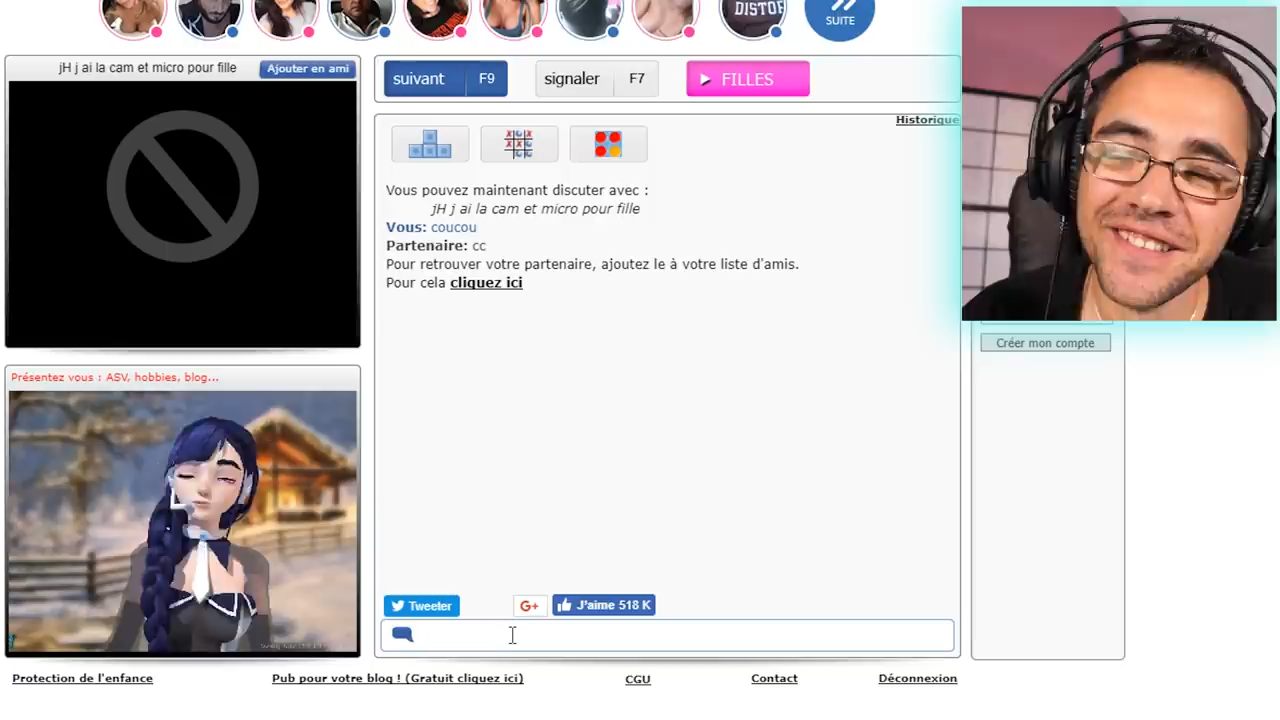 DISTOR
SUITE
jH j ai la cam et micro pour fille
Ajouter en ami
suivant F9
signaler F7
FILLES
Historique
Vous pouvez maintenant discuter avec :
jH j ai la cam et micro pour fille
Vous: coucou
Partenaire: cc
Pour retrouver votre partenaire, ajoutez le à votre liste d'amis.
Pour cela cliquez ici
Créer mon compte
Présentez vous : ASV, hobbies, blog...
Tweeter
G+
J'aime 518 K
Protection de l'enfance
Pub pour votre blog ! (Gratuit cliquez ici)
CGU
Contact
Déconnexion